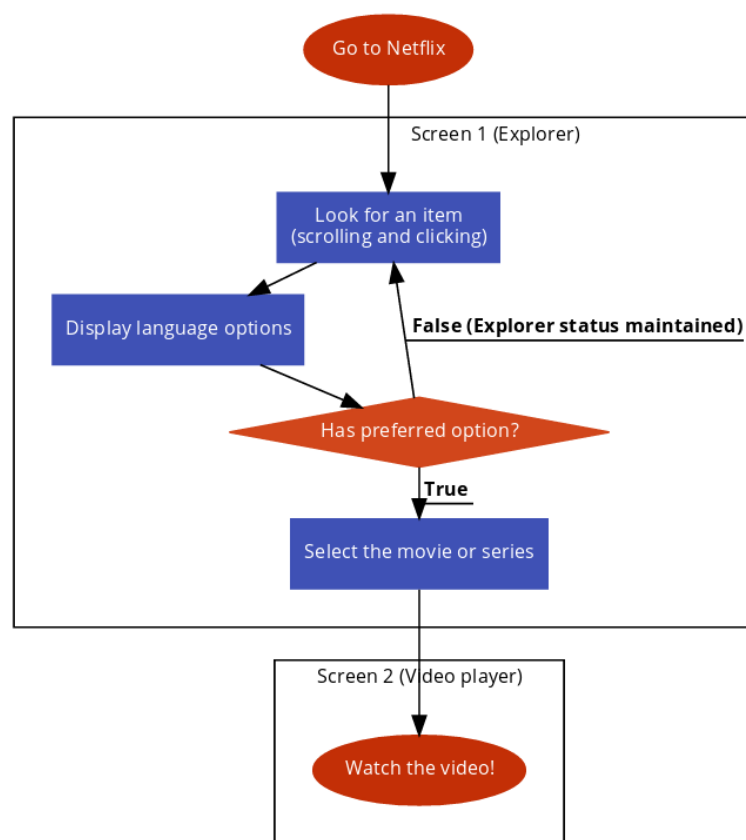 Go to Netflix
Screen 1 (Explorer)
Look for an item
(scrolling and clicking)
Display language options
False (Explorer status maintained)
Has preferred option?
True
Select the movie or series
Screen 2 (Video player)
Watch the video!